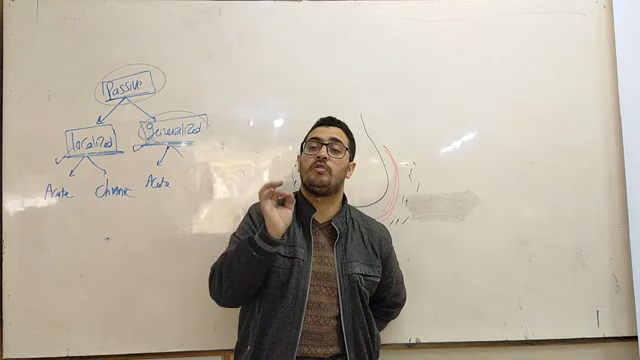 Passive
localized generalized
Acute chronic Acute